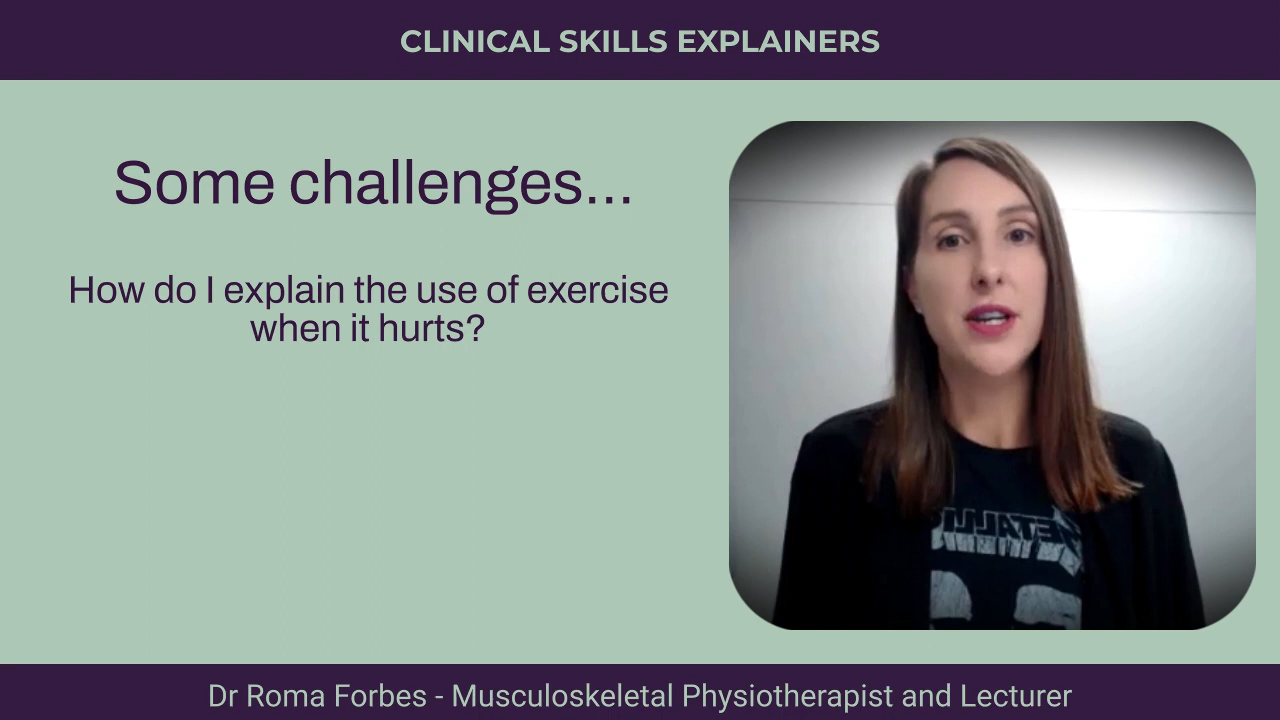 CLINICAL SKILLS EXPLAINERS
Some challenges...
How do I explain the use of exercise
when it hurts?
Dr Roma Forbes - Musculoskeletal Physiotherapist and Lecturer